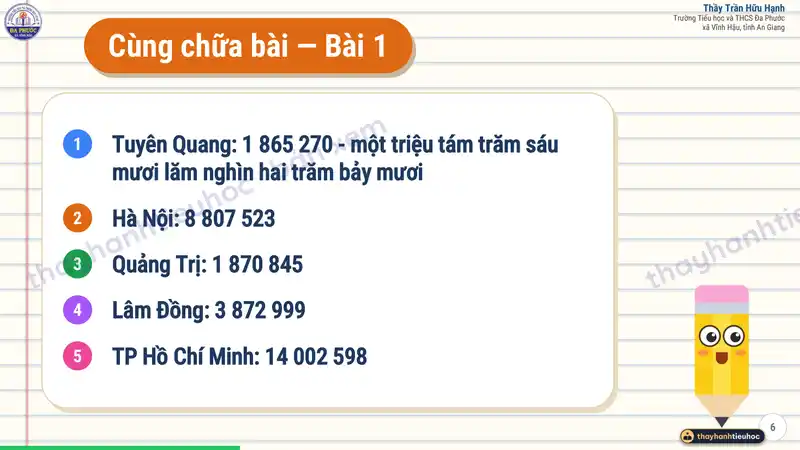 Thầy Trần Hữu Hạnh
Trường Tiểu học và THCS Đa Phước
xã Vĩnh Hậu, tỉnh An Giang
ĐA PHƯỚC
Cùng chữa bài – Bài 1
1 Tuyên Quang: 1 865 270 - một triệu tám trăm sáu
mươi lăm nghìn hai trăm bảy mươi
2 Hà Nội: 8 807 523
3 Quảng Trị: 1 870 845
4 Lâm Đồng: 3 872 999
5 TP Hồ Chí Minh: 14 002 598
thayhanhtieuhoc
6